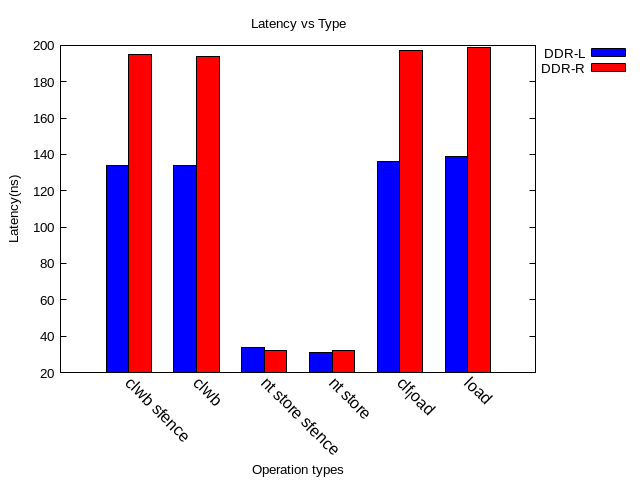 Latency vs Type
DDR-L
DDR-R
Latency(ns)
200
180
160
140
120
100
80
60
40
20
clwb sfence
clwb
nt store sfence
nt store
load
Operation types